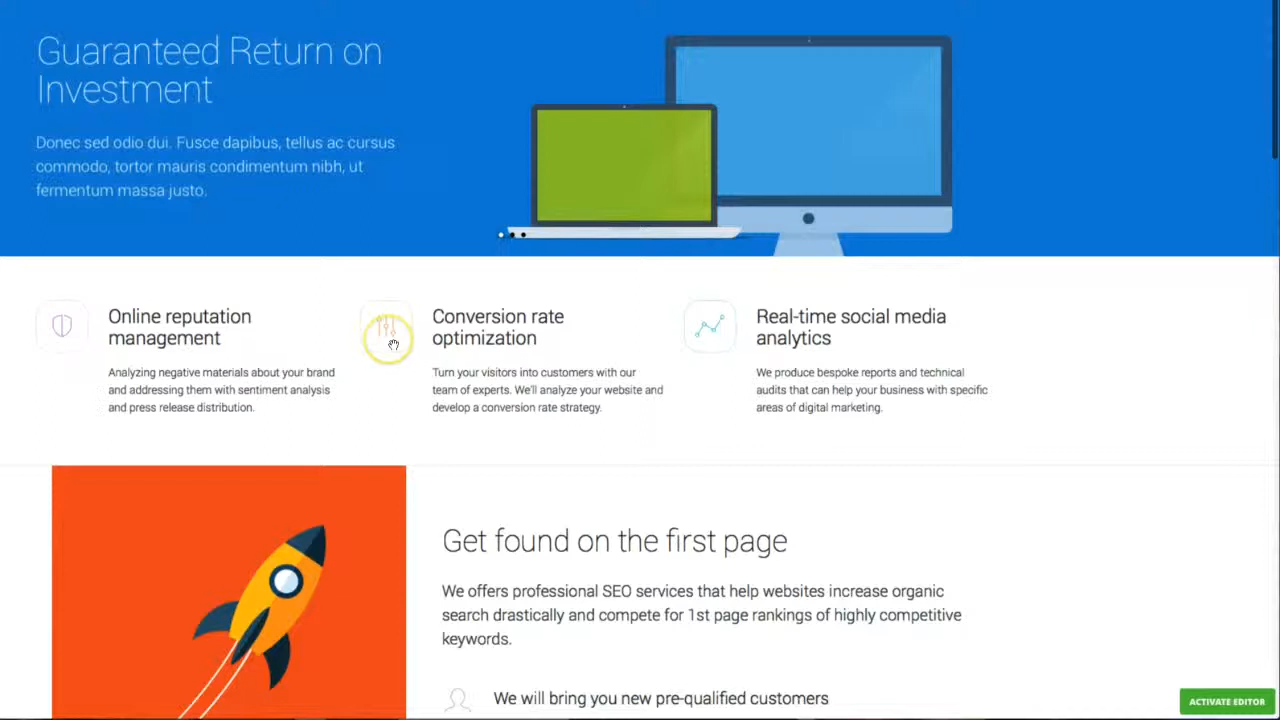 Guaranteed Return on
Investment
Donec sed odio dui. Fusce dapibus, tellus ac cursus
commodo, tortor mauris condimentum nibh, ut
fermentum massa justo.
Online reputation
management
Analyzing negative materials about your brand
and addressing them with sentiment analysis
and press release distribution.
Conversion rate
optimization
Turn your visitors into customers with our
team of experts. We'll analyze your website and
develop a conversion rate strategy.
Real-time social media
analytics
We produce bespoke reports and technical
audits that can help your business with specific
areas of digital marketing.
Get found on the first page
We offers professional SEO services that help websites increase organic
search drastically and compete for 1st page rankings of highly competitive
keywords.
We will bring you new pre-qualified customers
ACTIVATE EDITOR